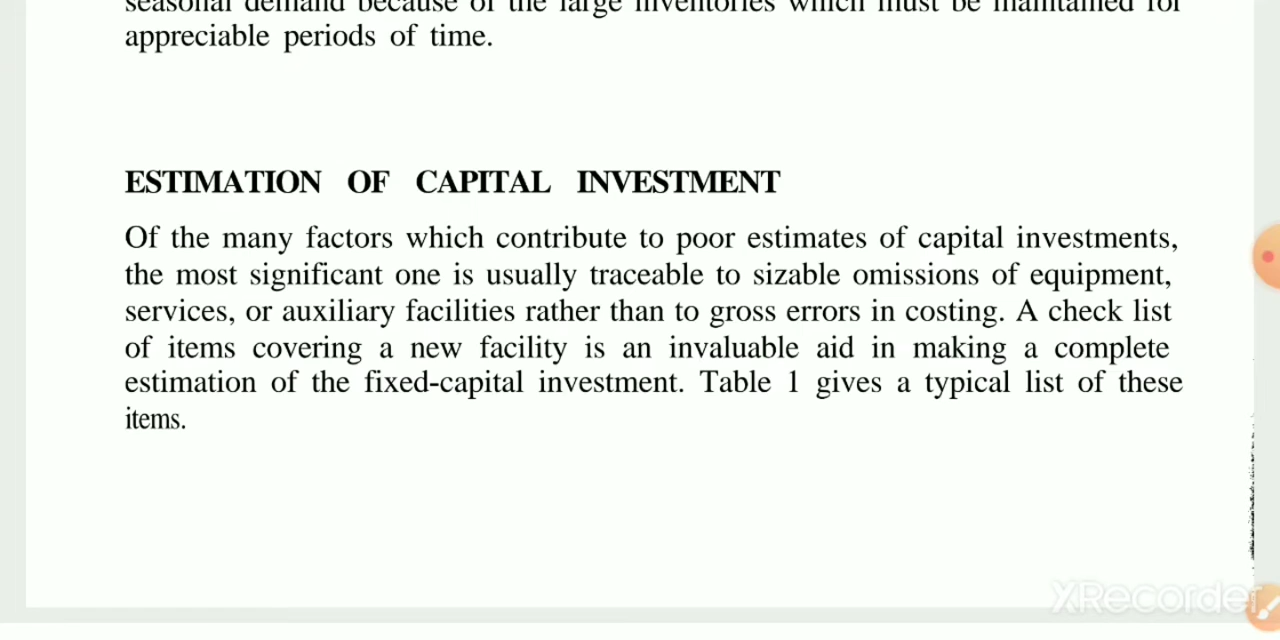 seasonal demand because of the large inventories which must be maintained for
appreciable periods of time.
ESTIMATION OF CAPITAL INVESTMENT
Of the many factors which contribute to poor estimates of capital investments,
the most significant one is usually traceable to sizable omissions of equipment,
services, or auxiliary facilities rather than to gross errors in costing. A check list
of items covering a new facility is an invaluable aid in making a complete
estimation of the fixed-capital investment. Table 1 gives a typical list of these
items.
XRecorder